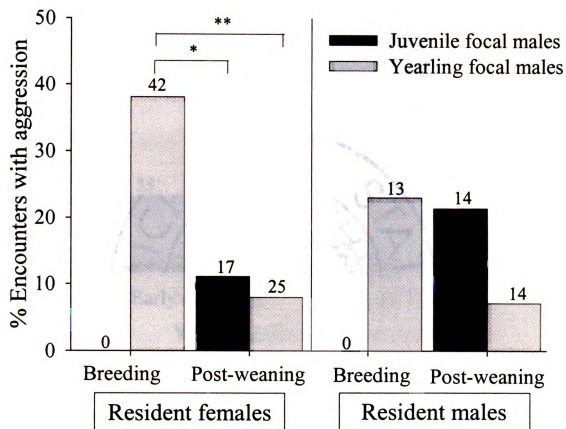 % Encounters with aggression
50
40
30
20
10
0
**
*
42
0
17
25
13
0
14
14
Juvenile focal males
Yearling focal males
Breeding Post-weaning Breeding Post-weaning
Resident females Resident males
Early